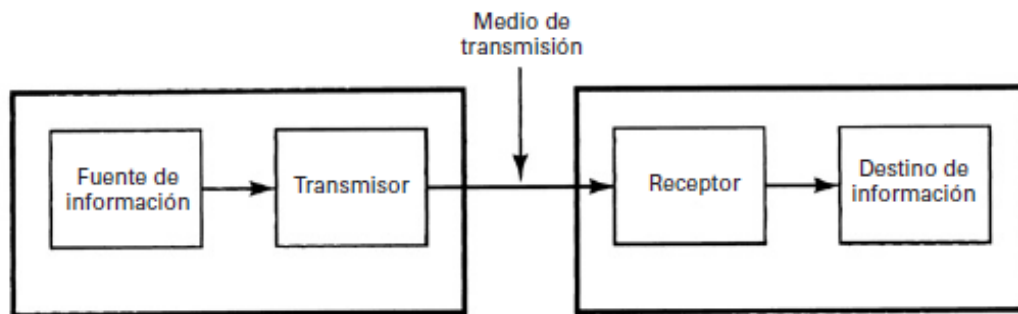 Medio de
transmisión
Fuente de
información
Transmisor
Receptor
Destino de
información